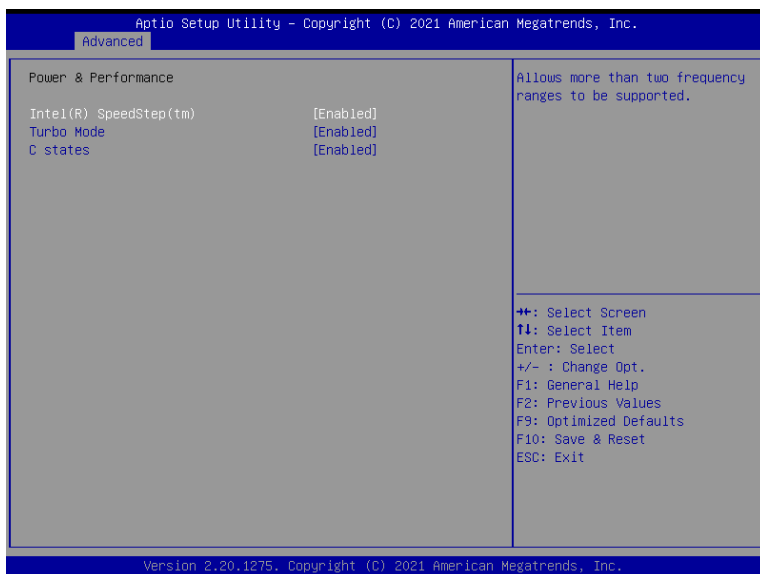 Aptio Setup Utility – Copyright (C) 2021 American Megatrends, Inc.
Advanced
Power & Performance
Intel(R) SpeedStep(tm) [Enabled]
Turbo Mode [Enabled]
C states [Enabled]
Allows more than two frequency
ranges to be supported.
→←: Select Screen
↑↓: Select Item
Enter: Select
+/- : Change Opt.
F1: General Help
F2: Previous Values
F9: Optimized Defaults
F10: Save & Reset
ESC: Exit
Version 2.20.1275. Copyright (C) 2021 American Megatrends, Inc.